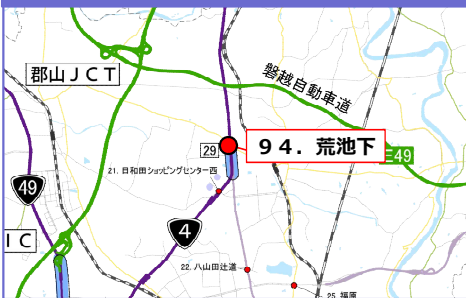 郡山ＪＣＴ
磐越自動車道
29
９４．荒池下
E49
21.日和田ショッピングセンター西
49
4
ＩＣ
22.八山田辻道
25.福原